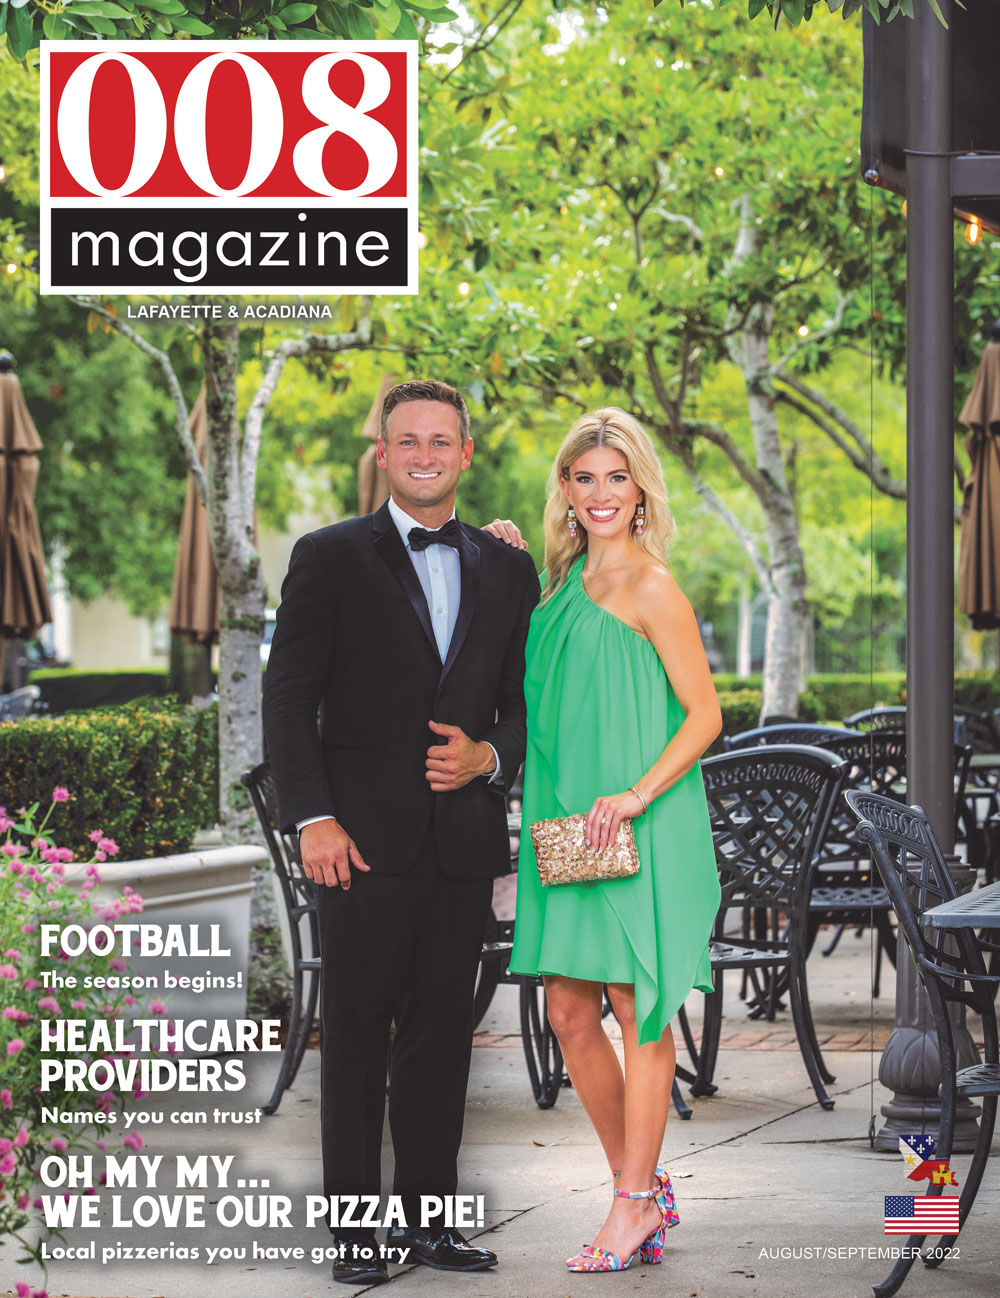 008
magazine
LAFAYETTE & ACADIANA
FOOTBALL
The season begins!
HEALTHCARE
PROVIDERS
Names you can trust
OH MY MY...
WE LOVE OUR PIZZA PIE!
Local pizzerias you have got to try
AUGUST/SEPTEMBER 2022